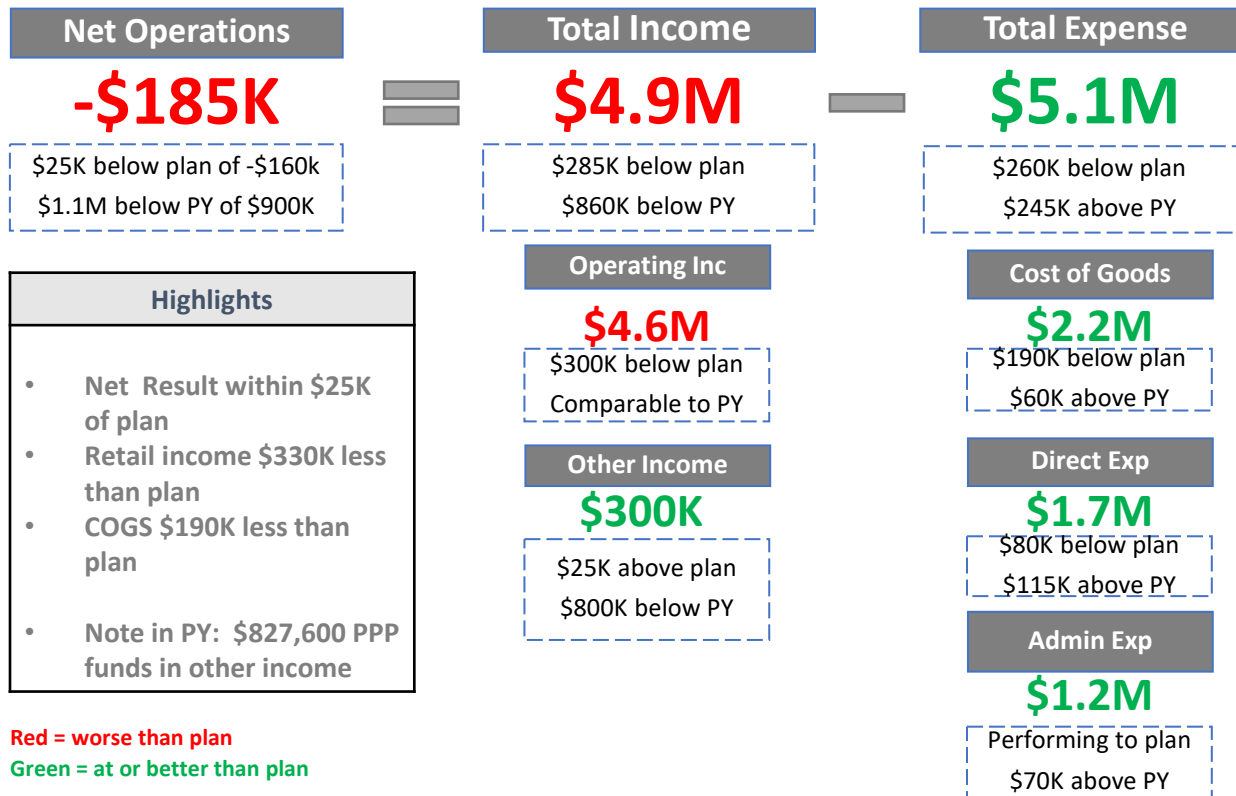 Net Operations
-$185K
$25K below plan of -$160k
$1.1M below PY of $900K
Total Income
$4.9M
$285K below plan
$860K below PY
Total Expense
$5.1M
$260K below plan
$245K above PY
Highlights
• Net  Result within $25K
of plan
• Retail income $330K less
than plan
• COGS $190K less than
plan
• Note in PY:  $827,600 PPP
funds in other income
Operating Inc
$4.6M
$300K below plan
Comparable to PY
Other Income
$300K
$25K above plan
$800K below PY
Cost of Goods
$2.2M
$190K below plan
$60K above PY
Direct Exp
$1.7M
$80K below plan
$115K above PY
Admin Exp
$1.2M
Performing to plan
$70K above PY
Red = worse than plan
Green = at or better than plan